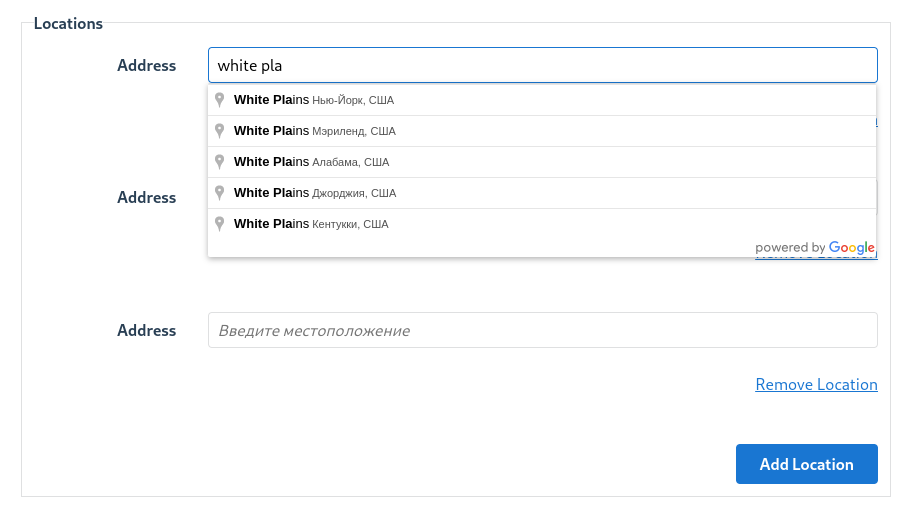 Locations
Address
white pla
White Plains Нью-Йорк, США
White Plains Мэриленд, США
White Plains Алабама, США
Address
White Plains Джорджия, США
White Plains Кентукки, США
powered by Google
Address
Введите местоположение
Remove Location
Add Location